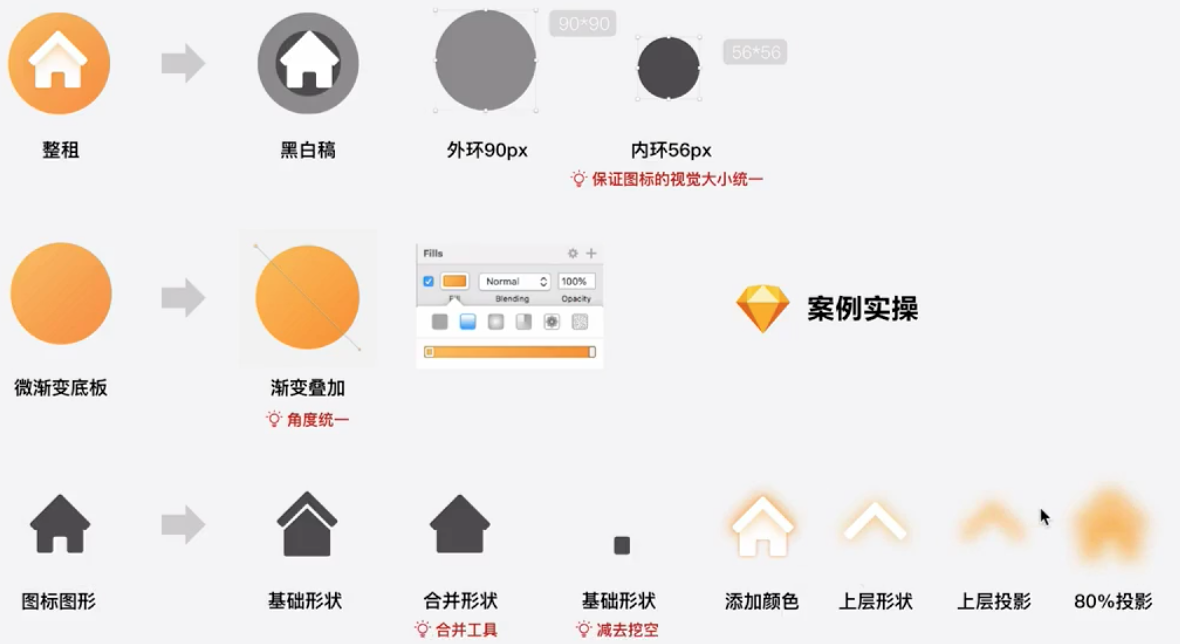 90*90
56*56
整租
黑白稿
外环90px
内环56px
保证图标的视觉大小统一
Fills
Normal
100%
Fill
Blending
Opacity
案例实操
微渐变底板
渐变叠加
角度统一
图标图形
基础形状
合并形状
基础形状
添加颜色
上层形状
上层投影
80%投影
合并工具
减去挖空